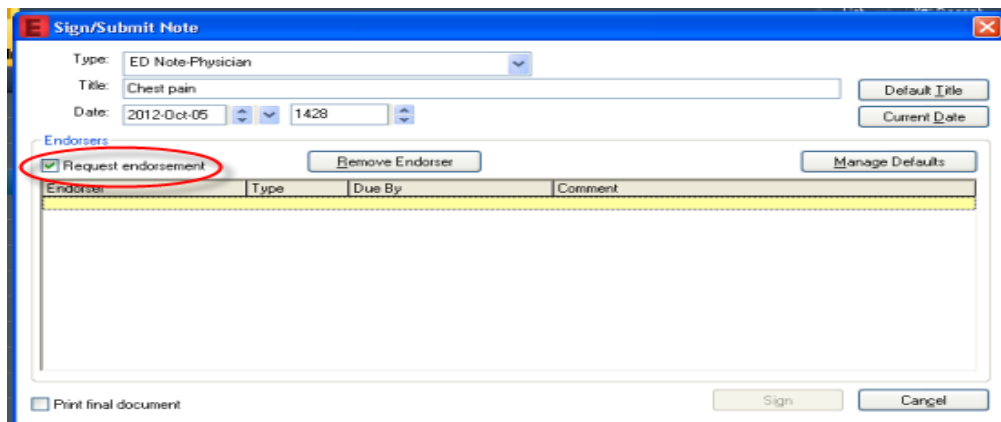 E Sign/Submit Note
Type: ED Note-Physician
Title: Chest pain Default Title
Date: 2012-Oct-05 1428 Current Date
Endorsers
Request endorsement Remove Endorser Manage Defaults
Endorser Type Due By Comment
Print final document Sign Cancel